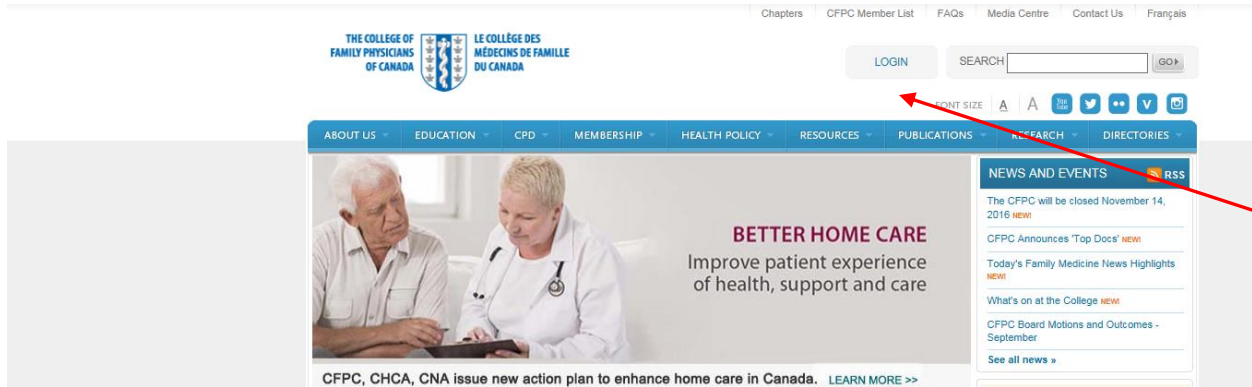 Chapters CFPC Member List FAQs Media Centre Contact Us Français
THE COLLEGE OF
FAMILY PHYSICIANS
OF CANADA
LE COLLÈGE DES
MÉDECINS DE FAMILLE
DU CANADA
LOGIN SEARCH GO
FONT SIZE A A You Tube V
ABOUT US EDUCATION CPD MEMBERSHIP HEALTH POLICY RESOURCES PUBLICATIONS RESEARCH DIRECTORIES
BETTER HOME CARE
Improve patient experience
of health, support and care
CFPC, CHCA, CNA issue new action plan to enhance home care in Canada. LEARN MORE >>
NEWS AND EVENTS RSS
The CFPC will be closed November 14,
2016 NEW!
CFPC Announces 'Top Docs' NEW!
Today's Family Medicine News Highlights
NEW!
What's on at the College NEW!
CFPC Board Motions and Outcomes -
September
See all news »